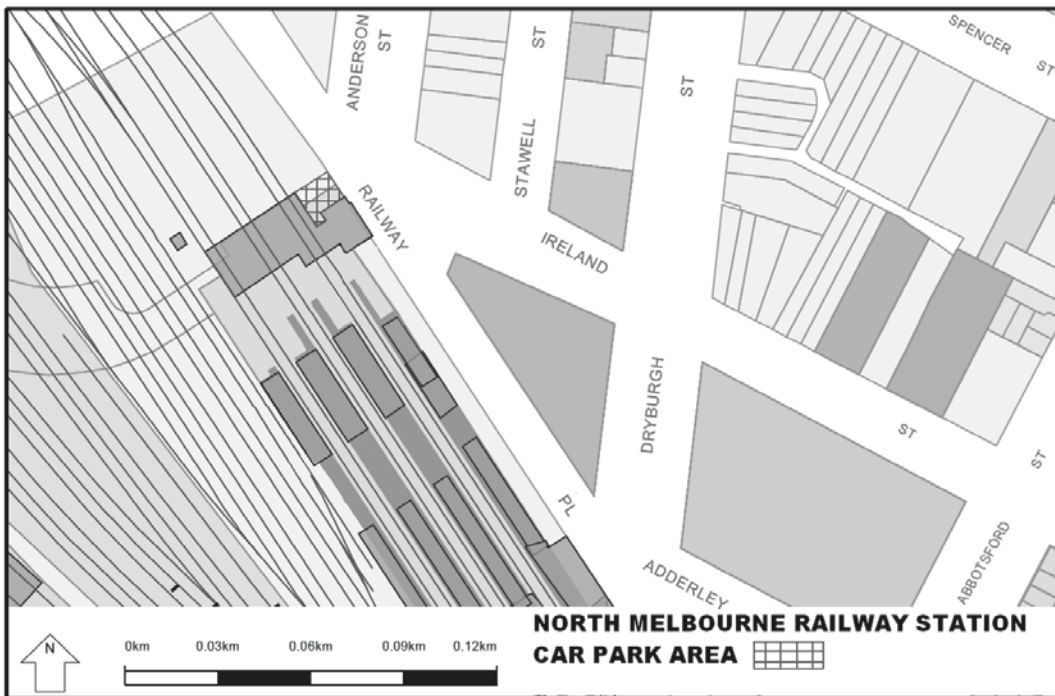 SPENCER
ST
ANDERSON
ST
ST
ST
STAWELL
RAILWAY
IRELAND
DRYBURGH
ST
ST
PL
ABBOTSFORD
ADDERLEY
N
0km 0.03km 0.06km 0.09km 0.12km
NORTH MELBOURNE RAILWAY STATION
CAR PARK AREA